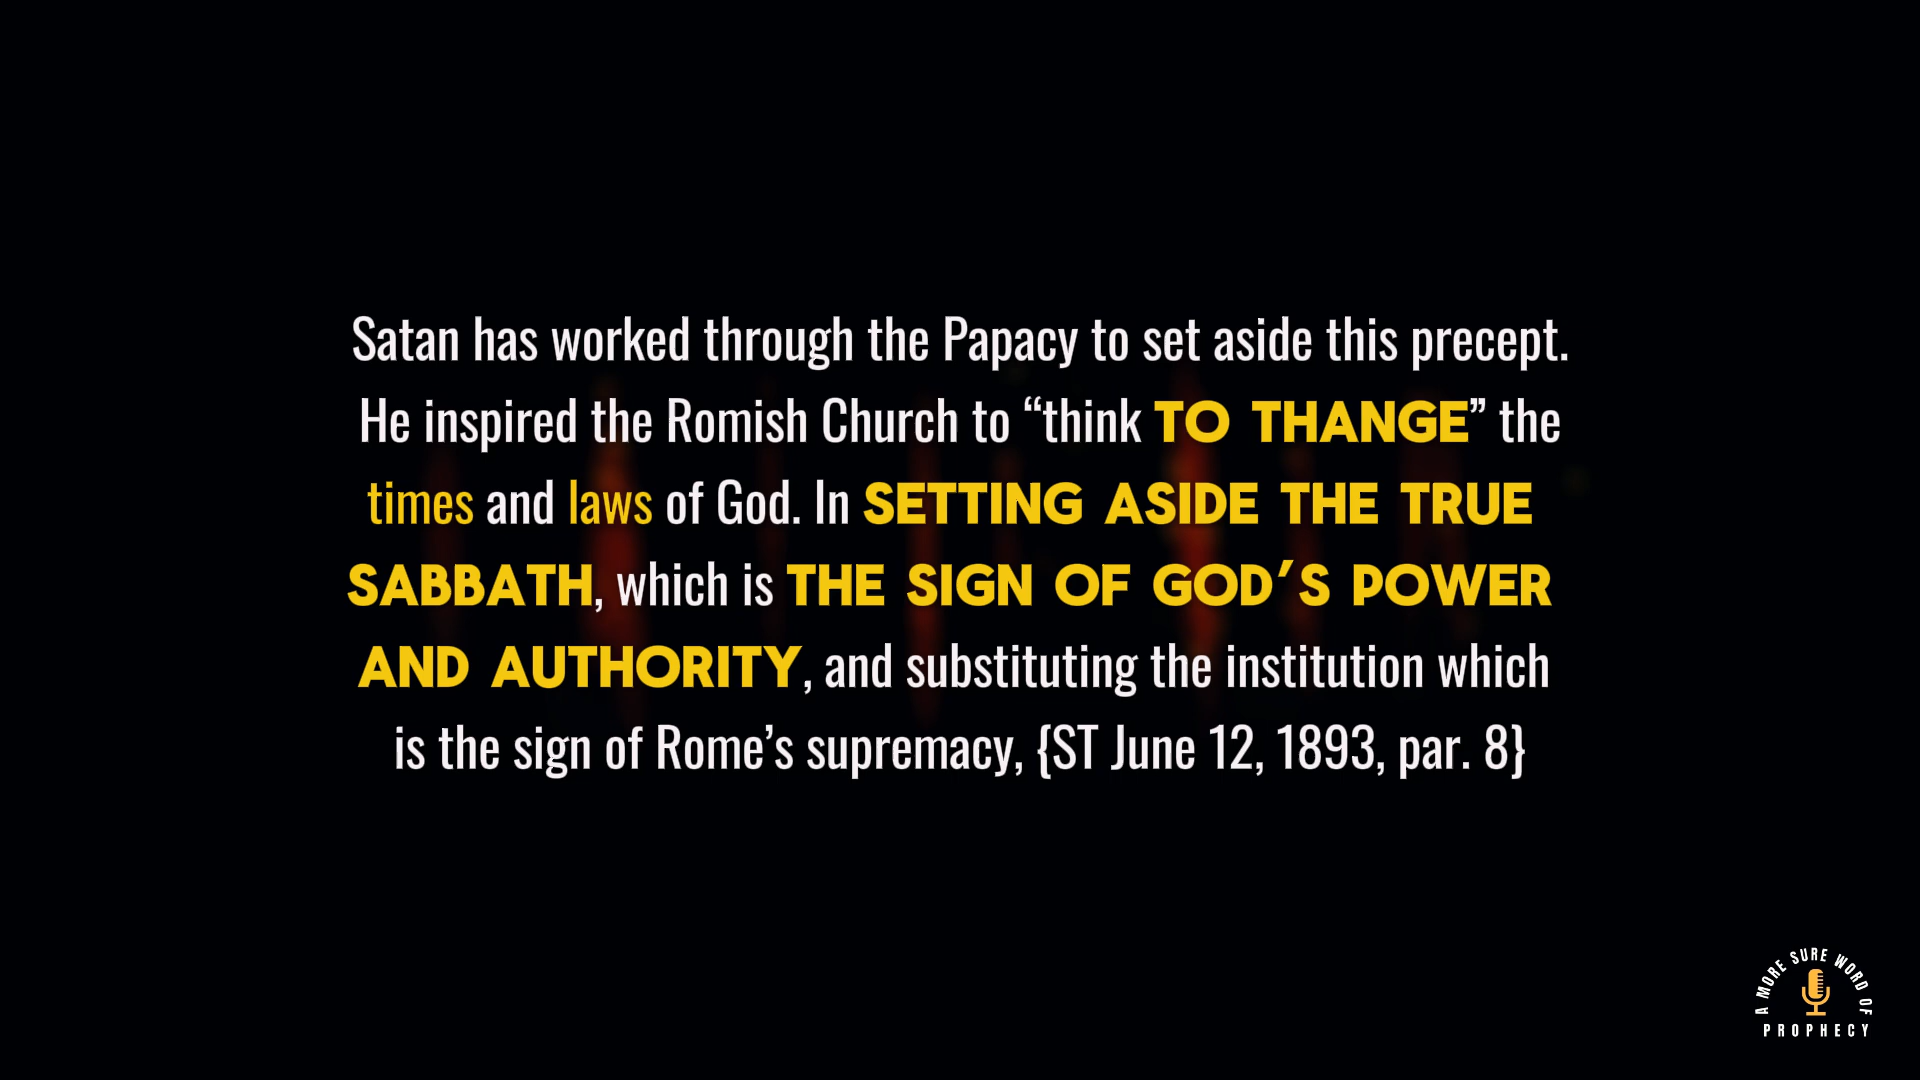 Satan has worked through the Papacy to set aside this precept.
He inspired the Romish Church to “think TO THANGE” the
times and laws of God. In SETTING ASIDE THE TRUE
SABBATH, which is THE SIGN OF GOD’S POWER
AND AUTHORITY, and substituting the institution which
is the sign of Rome’s supremacy, {ST June 12, 1893, par. 8}
A MORE SURE WORD OF
PROPHECY